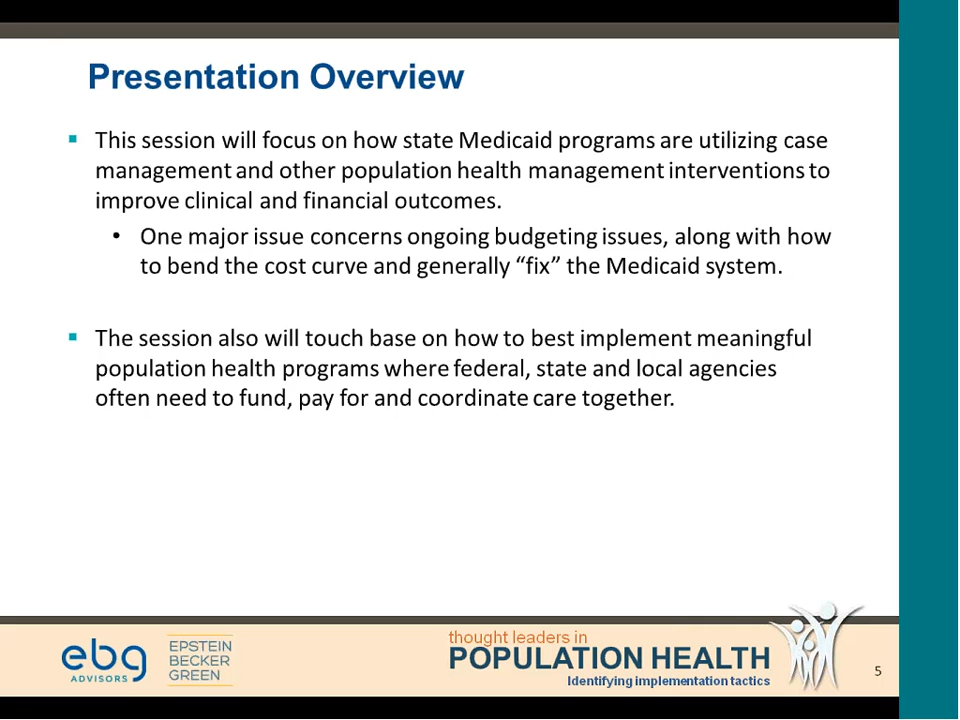 Presentation Overview
▪ This session will focus on how state Medicaid programs are utilizing case
management and other population health management interventions to
improve clinical and financial outcomes.
• One major issue concerns ongoing budgeting issues, along with how
to bend the cost curve and generally “fix” the Medicaid system.
▪ The session also will touch base on how to best implement meaningful
population health programs where federal, state and local agencies
often need to fund, pay for and coordinate care together.
ebg
ADVISORS
EPSTEIN
BECKER
GREEN
thought leaders in
POPULATION HEALTH
Identifying implementation tactics
5